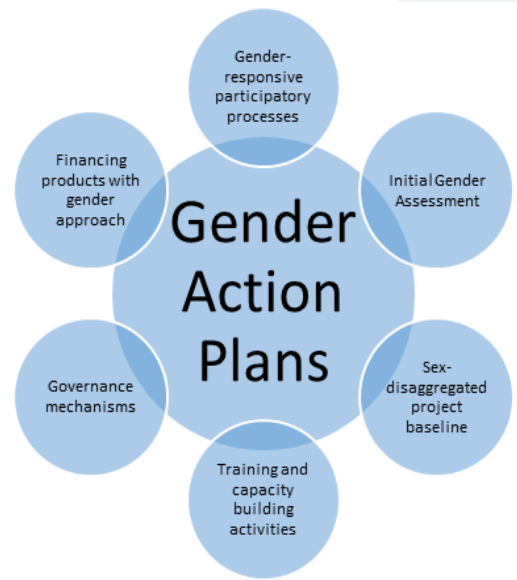 Gender-
responsive
participatory
processes
Financing
products with
gender
approach
Initial Gender
Assessment
Gender
Action
Plans
Governance
mechanisms
Sex-
disaggregated
project
baseline
Training and
capacity
building
activities